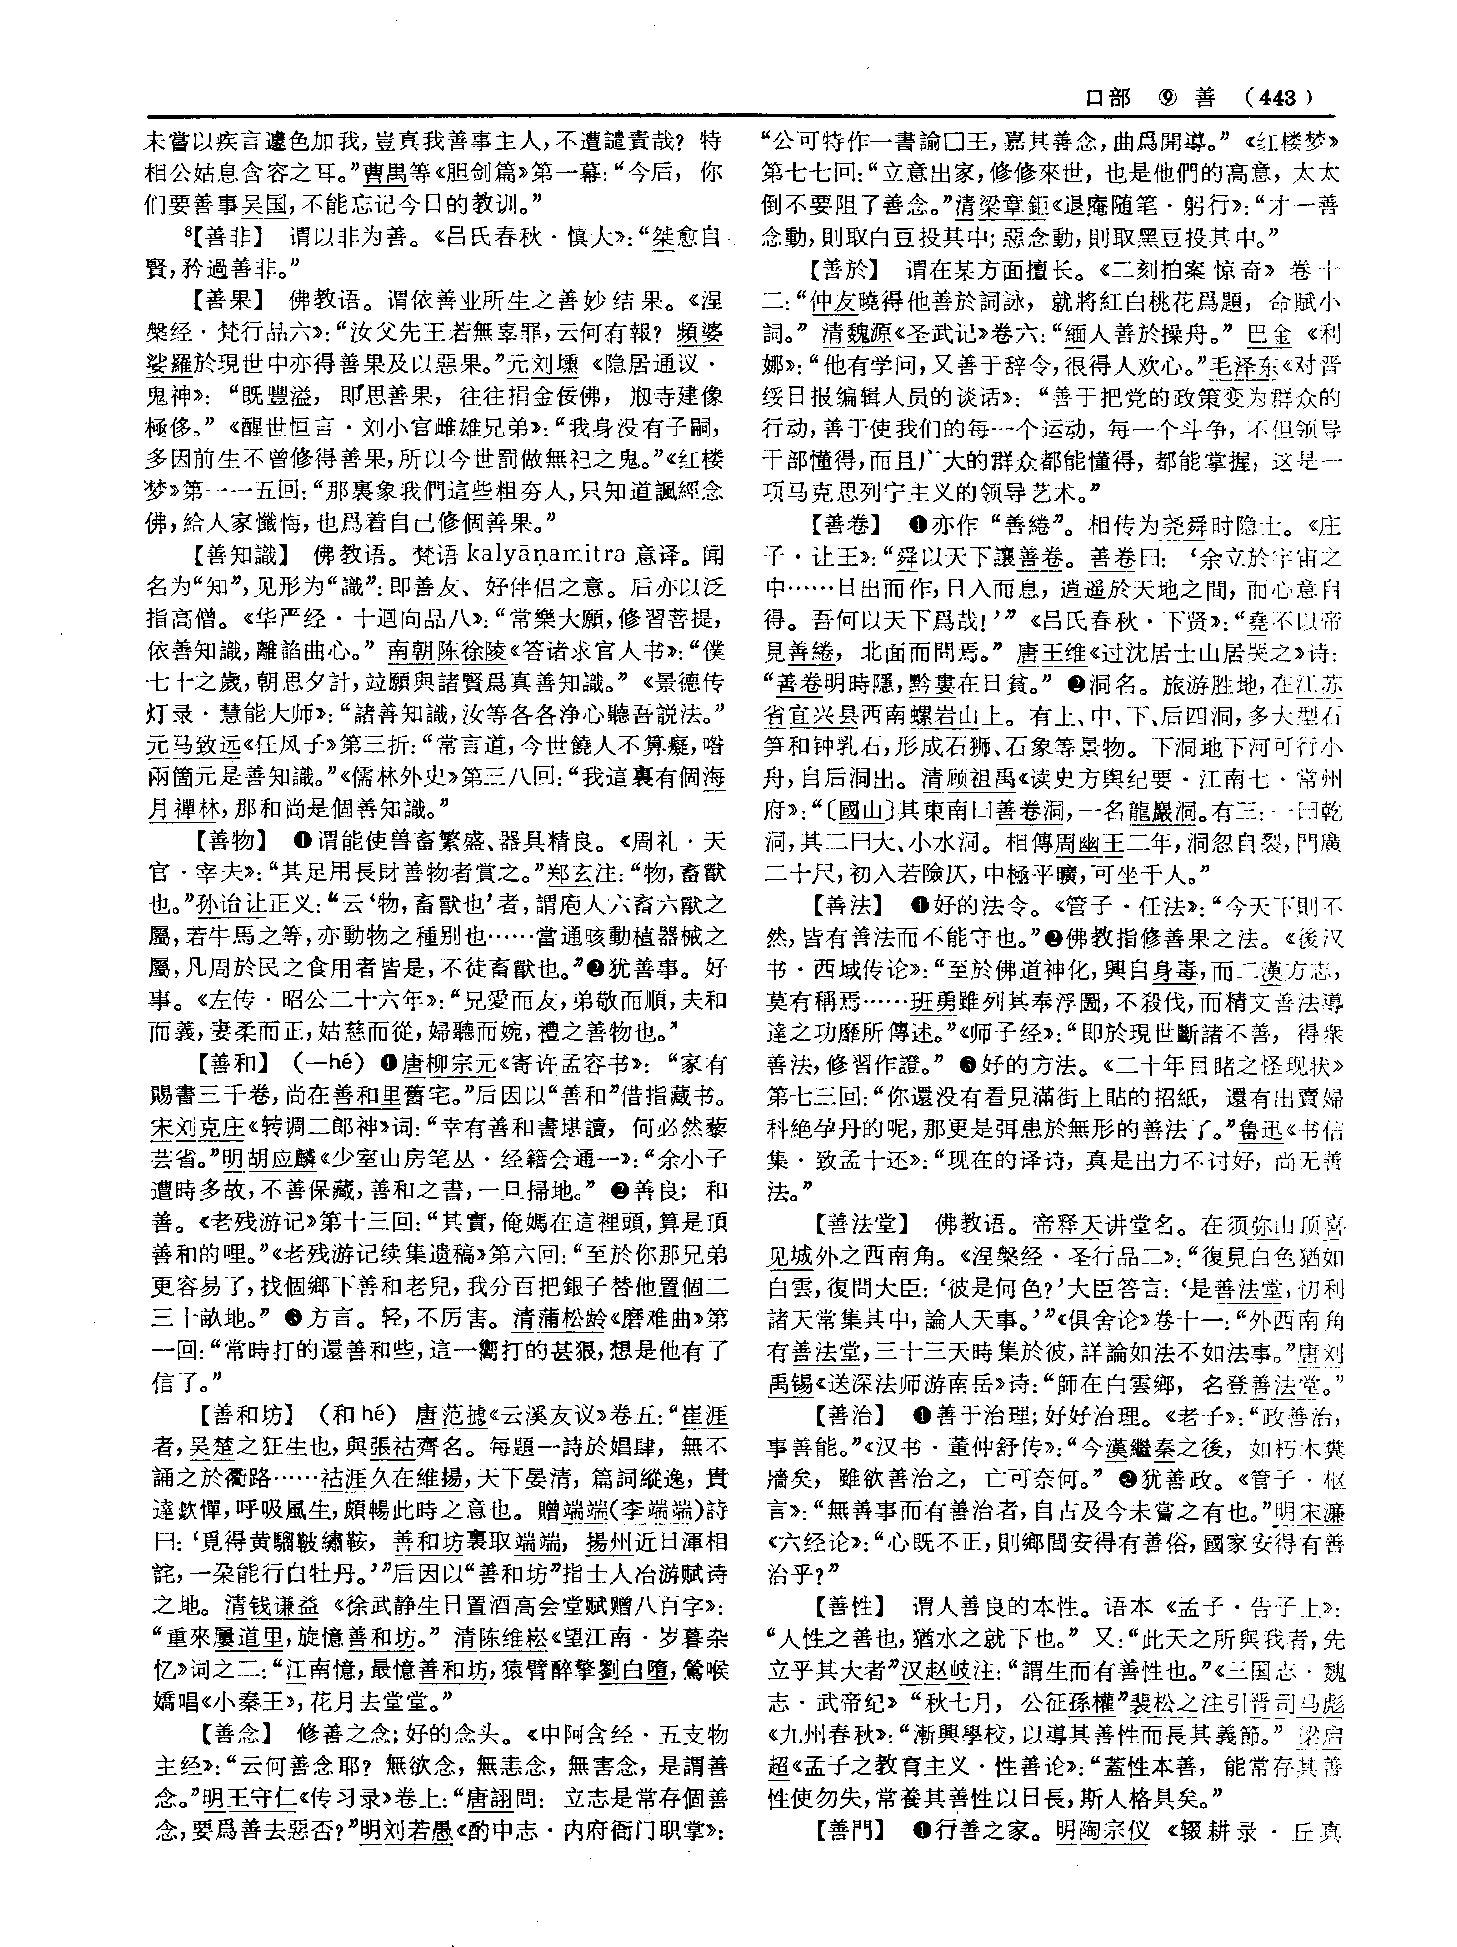 口部 ⑨ 善 (443)
未嘗以疾言遽色加我,豈真我善事主人,不遭譴責哉? 特
相公姑息含容之耳。”曹禺等《胆剑篇》第一幕:“今后, 你
们要善事吴国,不能忘记今日的教训。”
⁸【善非】 谓以非为善。《吕氏春秋·慎大》:“桀愈自
賢,矜過善非。”
【善果】 佛教语。谓依善业所生之善妙结果。《涅
槃经·梵行品六》:“汝父先王若無辜罪,云何有報? 頻婆
娑羅於現世中亦得善果及以惡果。”元刘壎《隐居通议·
鬼神》: “既豐溢, 即思善果, 往往捐金佞佛, 刱寺建像
極侈。”《醒世恒言·刘小官雌雄兄弟》:“我身没有子嗣,
多因前生不曾修得善果,所以今世罰做無祀之鬼。”《红楼
梦》第一一五回:“那裏象我們這些粗夯人,只知道諷經念
佛,給人家懺悔,也爲着自己修個善果。”
【善知識】 佛教语。梵语 kalyāṇamitra 意译。闻
名为“知”,见形为“識”: 即善友、好伴侣之意。后亦以泛
指高僧。《华严经·十迴向品八》:“常樂大願,修習菩提,
依善知識,離諂曲心。” 南朝陈徐陵《答诸求官人书》:“僕
七十之歲,朝思夕計,竝願與諸賢爲真善知識。”《景德传
灯录·慧能大师》:“諸善知識,汝等各各净心聽吾説法。”
元马致远《任风子》第三折:“常言道,今世饒人不算癡,喒
兩箇元是善知識。”《儒林外史》第三八回:“我這裏有個海
月禪林,那和尚是個善知識。”
【善物】 ❶谓能使兽畜繁盛、器具精良。《周礼·天
官·宰夫》:“其足用長財善物者賞之。”郑玄注:“物,畜獸
也。”孙诒让正义:“云‘物,畜獸也’者,謂庖人六畜六獸之
屬,若牛馬之等,亦動物之種别也……當通咳動植器械之
屬,凡周於民之食用者皆是,不徒畜獸也。”❷犹善事。好
事。《左传·昭公二十六年》:“兄愛而友,弟敬而順,夫和
而義,妻柔而正,姑慈而從,婦聽而婉,禮之善物也。”
【善和】 (—hé) ❶唐柳宗元《寄许孟容书》: “家有
賜書三千卷,尚在善和里舊宅。”后因以“善和”借指藏书。
宋刘克庄《转调二郎神》词:“幸有善和書堪讀, 何必然藜
芸省。”明胡应麟《少室山房笔丛·经籍会通一》:“余小子
遭時多故,不善保藏,善和之書,一旦掃地。” ❷善良; 和
善。《老残游记》第十三回:“其實,俺媽在這裡頭,算是頂
善和的哩。”《老残游记续集遗稿》第六回:“至於你那兄弟
更容易了,找個鄉下善和老兒,我分百把銀子替他置個二
三十畝地。” ❸方言。轻,不厉害。清蒲松龄《磨难曲》第
一回:“常時打的還善和些,這一嚮打的甚狠,想是他有了
信了。”
【善和坊】 (和 hé) 唐范摅《云溪友议》卷五:“崔涯
者,吴楚之狂生也,與張祜齊名。每題一詩於娼肆, 無不
誦之於衢路……祜涯久在維揚,天下晏清, 篇詞縱逸, 貴
達欽憚,呼吸風生,頗暢此時之意也。贈端端(李端端)詩
曰: ‘覓得黄騮鞁繡鞍, 善和坊裏取端端, 揚州近日渾相
詫,一朵能行白牡丹。’”后因以“善和坊”指士人冶游赋诗
之地。清钱谦益《徐武静生日置酒高会堂赋赠八百字》:
“重來屢道里,旋憶善和坊。” 清陈维崧《望江南·岁暮杂
忆》词之二:“江南憶,最憶善和坊,猿臂醉擎劉白墮,鶯喉
嬌唱《小秦王》,花月去堂堂。”
【善念】 修善之念;好的念头。《中阿含经·五支物
主经》:“云何善念耶? 無欲念, 無恚念, 無害念, 是謂善
念。”明王守仁《传习录》卷上:“唐詡問: 立志是常存個善
念,要爲善去惡否?”明刘若愚《酌中志·内府衙门职掌》:
“公可特作一書諭囗王,嘉其善念,曲爲開導。”《红楼梦》
第七七回:“立意出家,修修來世, 也是他們的高意, 太太
倒不要阻了善念。”清梁章鉅《退庵随笔·躬行》:“才一善
念動,則取白豆投其中; 惡念動,則取黑豆投其中。”
【善於】 谓在某方面擅长。《二刻拍案惊奇》卷十
二:“仲友曉得他善於詞詠, 就將紅白桃花爲題, 命賦小
詞。” 清魏源《圣武记》卷六:“緬人善於操舟。” 巴金《利
娜》:“他有学问,又善于辞令,很得人欢心。”毛泽东《对晋
绥日报编辑人员的谈话》: “善于把党的政策变为群众的
行动,善于使我们的每一个运动, 每一个斗争, 不但领导
干部懂得,而且广大的群众都能懂得, 都能掌握, 这是一
项马克思列宁主义的领导艺术。”
【善卷】 ❶亦作“善綣”。相传为尧舜时隐士。《庄
子·让王》:“舜以天下讓善卷。善卷曰: ‘余立於宇宙之
中……日出而作,日入而息, 逍遥於天地之間, 而心意自
得。吾何以天下爲哉!’”《吕氏春秋·下贤》:“堯不以帝
見善綣, 北面而問焉。” 唐王维《过沈居士山居哭之》诗:
“善卷明時隱,黔婁在日貧。” ❷洞名。旅游胜地,在江苏
省宜兴县西南螺岩山上。有上、中、下、后四洞,多大型石
笋和钟乳石,形成石狮、石象等景物。下洞地下河可行小
舟,自后洞出。清顾祖禹《读史方舆纪要·江南七·常州
府》:“〔國山〕其東南曰善卷洞,一名龍巖洞。有三: 一曰乾
洞,其二曰大、小水洞。相傳周幽王二年,洞忽自裂,門廣
二十尺,初入若險仄,中極平曠,可坐千人。”
【善法】 ❶好的法令。《管子·任法》:“今天下則不
然,皆有善法而不能守也。”❷佛教指修善果之法。《後汉
书·西域传论》:“至於佛道神化,興自身毒,而二漢方志,
莫有稱焉……班勇雖列其奉浮圖,不殺伐,而精文善法導
達之功靡所傳述。”《师子经》:“即於現世斷諸不善, 得衆
善法,修習作證。” ❸好的方法。《二十年目睹之怪现状》
第七三回:“你還没有看見滿街上貼的招紙, 還有出賣婦
科絶孕丹的呢,那更是弭患於無形的善法了。”鲁迅《书信
集·致孟十还》:“现在的译诗, 真是出力不讨好, 尚无善
法。”
【善法堂】 佛教语。帝释天讲堂名。在须弥山顶喜
见城外之西南角。《涅槃经·圣行品二》:“復見白色猶如
白雲,復問大臣: ‘彼是何色?’大臣答言: ‘是善法堂,忉利
諸天常集其中,論人天事。’”《俱舍论》卷十一:“外西南角
有善法堂,三十三天時集於彼,詳論如法不如法事。”唐刘
禹锡《送深法师游南岳》诗:“師在白雲鄉, 名登善法堂。”
【善治】 ❶善于治理;好好治理。《老子》:“政善治,
事善能。”《汉书·董仲舒传》:“今漢繼秦之後, 如朽木糞
牆矣, 雖欲善治之, 亡可奈何。” ❷犹善政。《管子·枢
言》:“無善事而有善治者,自古及今未嘗之有也。”明宋濂
《六经论》:“心既不正,則鄉閭安得有善俗,國家安得有善
治乎?”
【善性】 谓人善良的本性。语本《孟子·告子上》:
“人性之善也,猶水之就下也。” 又:“此天之所與我者,先
立乎其大者”汉赵岐注:“謂生而有善性也。”《三国志·魏
志·武帝纪》“秋七月, 公征孫權”裴松之注引晋司马彪
《九州春秋》:“漸興學校,以導其善性而長其義節。” 梁启
超《孟子之教育主义·性善论》:“蓋性本善, 能常存其善
性使勿失,常養其善性以日長,斯人格具矣。”
【善門】 ❶行善之家。明陶宗仪《辍耕录·丘真